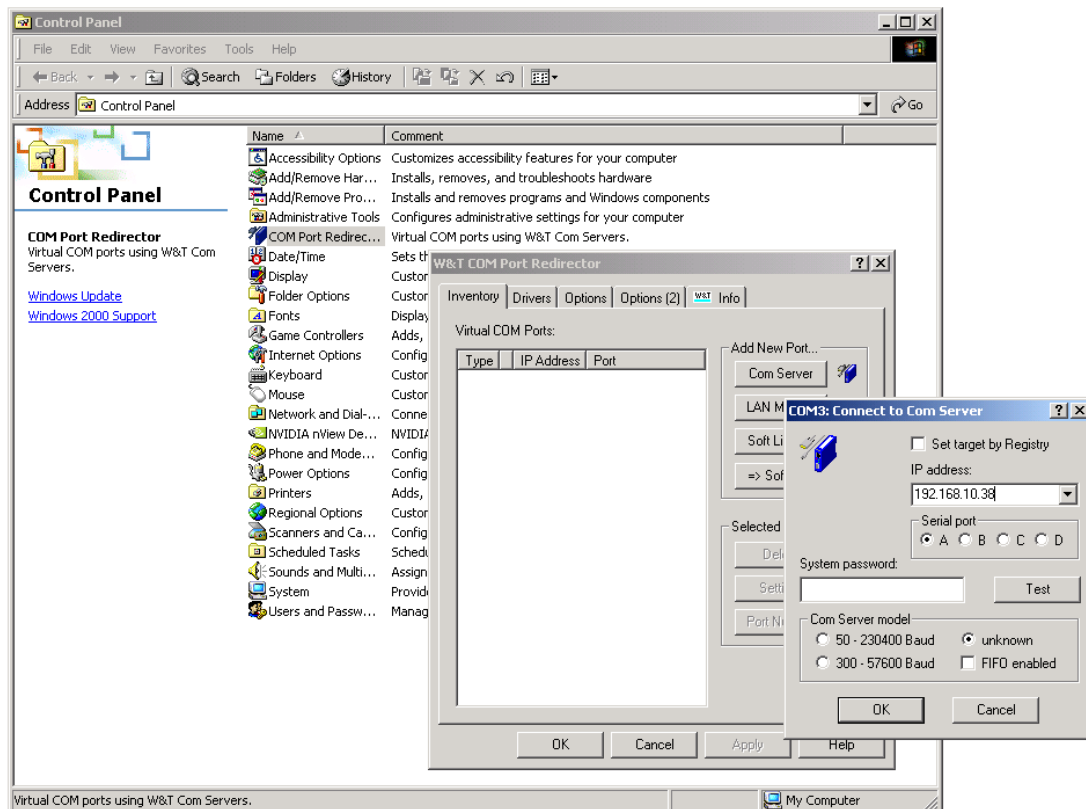 Control Panel
File Edit View Favorites Tools Help
Back Search Folders History
Address Control Panel Go
Control Panel
COM Port Redirector
Virtual COM ports using W&T Com
Servers.
Windows Update
Windows 2000 Support
Name Comment
Accessibility Options Customizes accessibility features for your computer
Add/Remove Har... Installs, removes, and troubleshoots hardware
Add/Remove Pro... Installs and removes programs and Windows components
Administrative Tools Configures administrative settings for your computer
COM Port Redirec... Virtual COM ports using W&T Com Servers.
Date/Time Sets th
Display Custor
Folder Options Custor
Fonts Display
Game Controllers Adds,
Internet Options Config
Keyboard Custor
Mouse Custor
Network and Dial-... Conne
NVIDIA nView De... NVIDIA
Phone and Mode... Config
Power Options Config
Printers Adds,
Regional Options Custor
Scanners and Ca... Config
Scheduled Tasks Schedu
Sounds and Multi... Assign
System Provid
Users and Passw... Manag
W&T COM Port Redirector
Inventory Drivers Options Options (2) W&T Info
Virtual COM Ports:
Type IP Address Port
Add New Port...
Com Server
LAN M
Soft Li
=> Sof
Selected
Del
Setti
Port N
OK Cancel Apply Help
COM3: Connect to Com Server
Set target by Registry
IP address:
192.168.10.38
Serial port
A B C D
System password:
Test
Com Server model
50 - 230400 Baud unknown
300 - 57600 Baud FIFO enabled
OK Cancel
Virtual COM ports using W&T Com Servers. My Computer